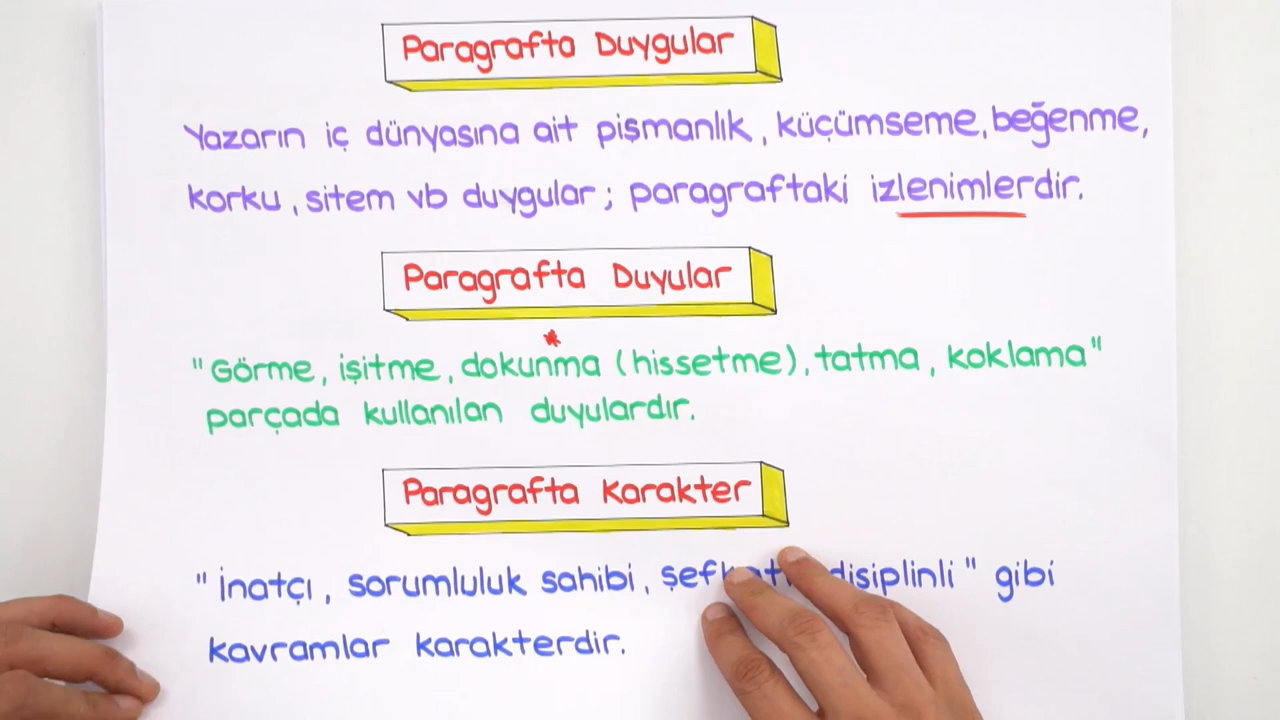 Paragrafta Duygular
Yazarın iç dünyasına ait pişmanlık, küçümseme, beğenme,
korku, sitem vb duygular; paragraftaki izlenimlerdir.
Paragrafta Duyular
*
"Görme, işitme, dokunma (hissetme), tatma, koklama"
parçada kullanılan duyulardır.
Paragrafta Karakter
"İnatçı, sorumluluk sahibi, disiplinli" gibi
kavramlar karakterdir.